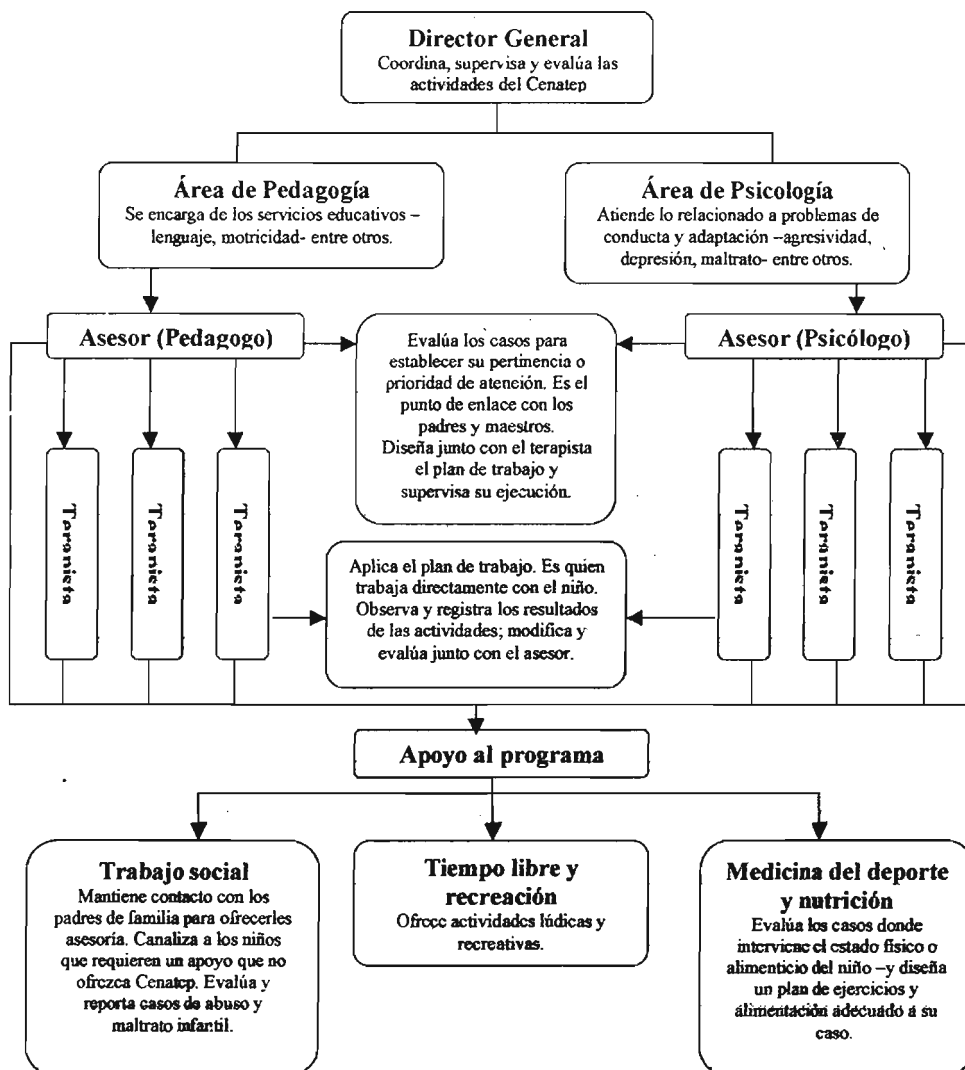 Director General
Coordina, supervisa y evalúa las
actividades del Cenatep
Área de Pedagogía
Se encarga de los servicios educativos –
lenguaje, motricidad- entre otros.
Área de Psicología
Atiende lo relacionado a problemas de
conducta y adaptación –agresividad,
depresión, maltrato- entre otros.
Asesor (Pedagogo)
Evalúa los casos para
establecer su pertinencia o
prioridad de atención. Es el
punto de enlace con los
padres y maestros.
Diseña junto con el terapista
el plan de trabajo y
supervisa su ejecución.
Asesor (Psicólogo)
Terapista
Terapista
Terapista
Terapista
Terapista
Terapista
Aplica el plan de trabajo. Es quien
trabaja directamente con el niño.
Observa y registra los resultados
de las actividades; modifica y
evalúa junto con el asesor.
Apoyo al programa
Trabajo social
Mantiene contacto con los
padres de familia para ofrecerles
asesoría. Canaliza a los niños
que requieren un apoyo que no
ofrezca Cenatep. Evalúa y
reporta casos de abuso y
maltrato infantil.
Tiempo libre y
recreación
Ofrece actividades lúdicas y
recreativas.
Medicina del deporte
y nutrición
Evalúa los casos donde
interviene el estado físico o
alimenticio del niño –y diseña
un plan de ejercicios y
alimentación adecuado a su
caso.